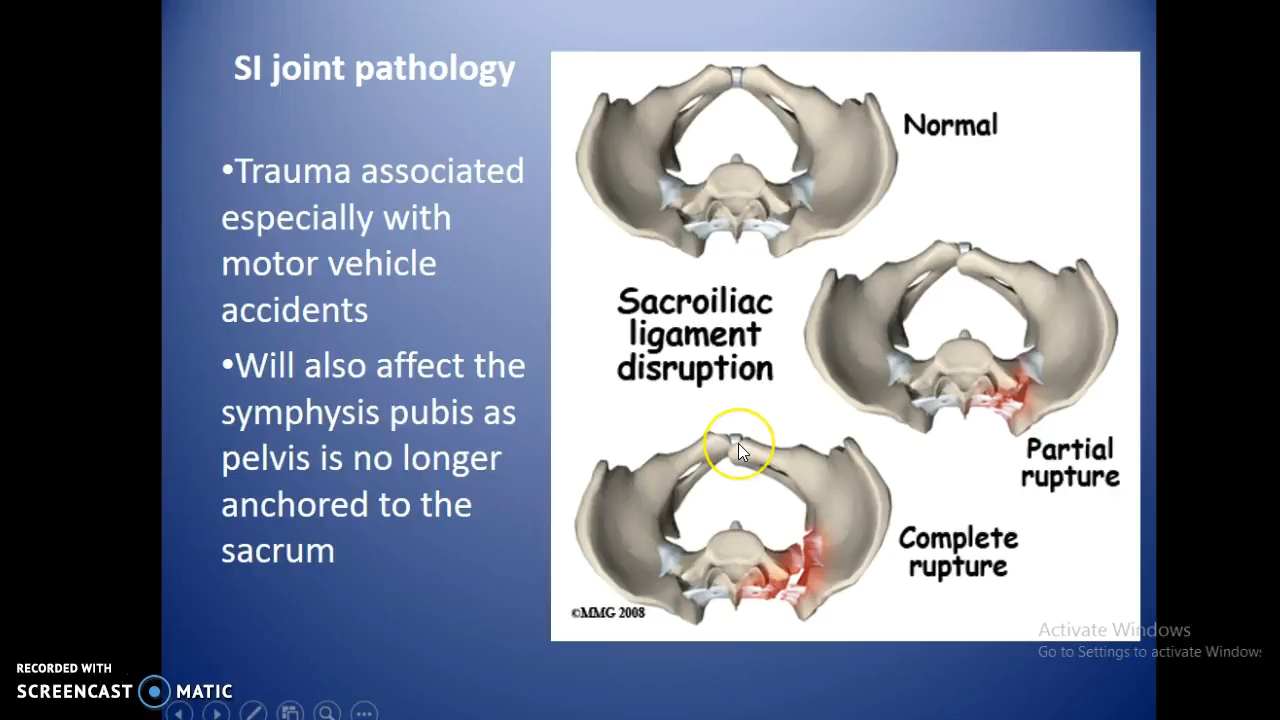 SI joint pathology
•Trauma associated
especially with
motor vehicle
accidents
•Will also affect the
symphysis pubis as
pelvis is no longer
anchored to the
sacrum
Normal
Sacroiliac
ligament
disruption
Partial
rupture
Complete
rupture
©MMG 2008
Activate Windows
Go to Settings to activate Windows
RECORDED WITH
SCREENCAST MATIC